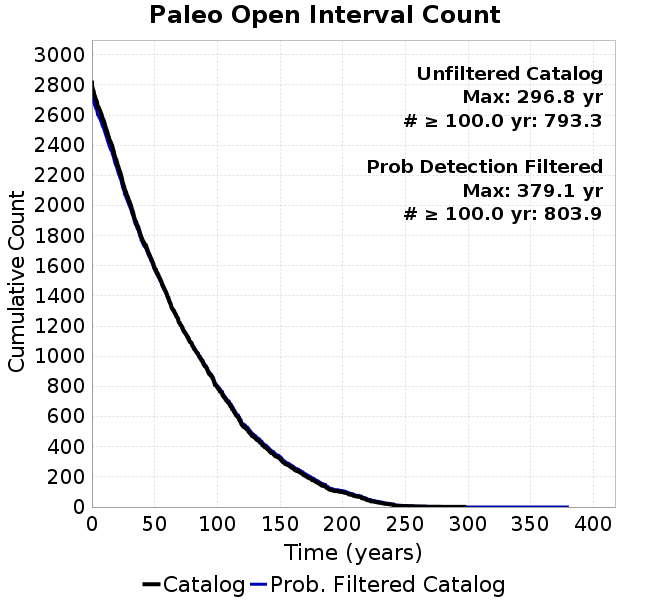 Paleo Open Interval Count
Unfiltered Catalog
Max: 296.8 yr
# ≥ 100.0 yr: 793.3
Prob Detection Filtered
Max: 379.1 yr
# ≥ 100.0 yr: 803.9
Cumulative Count
3000
2800
2600
2400
2200
2000
1800
1600
1400
1200
1000
800
600
400
200
0
0 50 100 150 200 250 300 350 400
Time (years)
Catalog Prob. Filtered Catalog